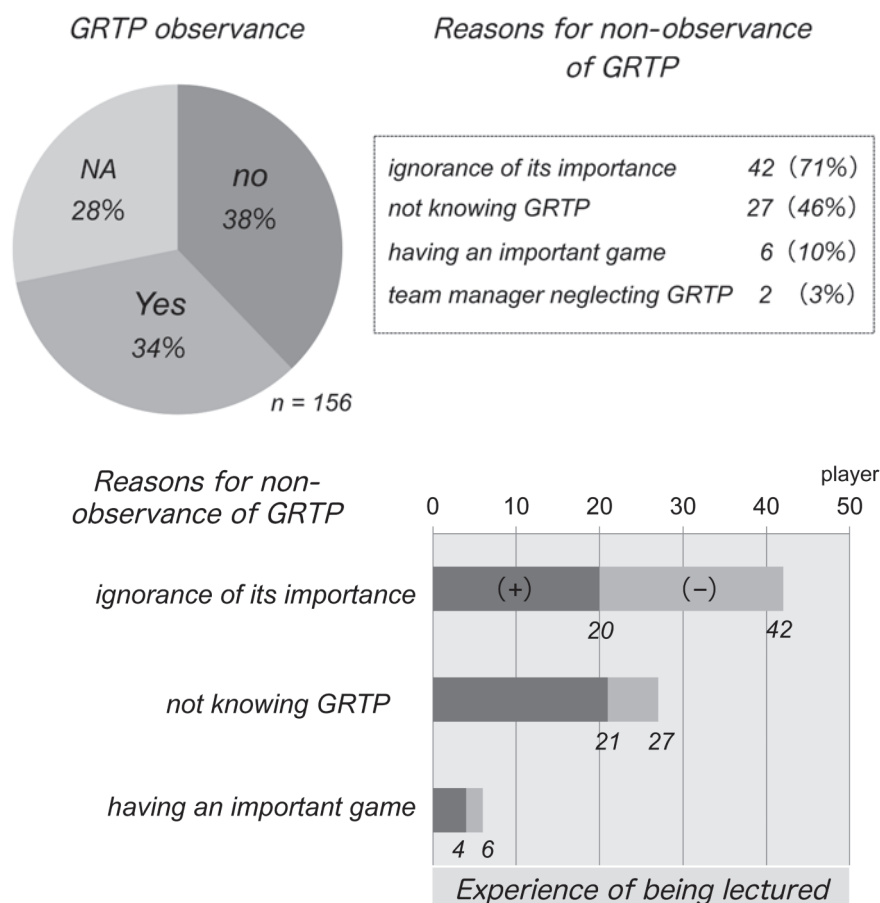 GRTP observance
NA
28%
no
38%
Yes
34%
n = 156
Reasons for non-observance
of GRTP
ignorance of its importance 42 (71%)
not knowing GRTP 27 (46%)
having an important game 6 (10%)
team manager neglecting GRTP 2 (3%)
Reasons for non-
observance of GRTP
player
0 10 20 30 40 50
ignorance of its importance
(+) (−)
20 42
not knowing GRTP
21 27
having an important game
4 6
Experience of being lectured